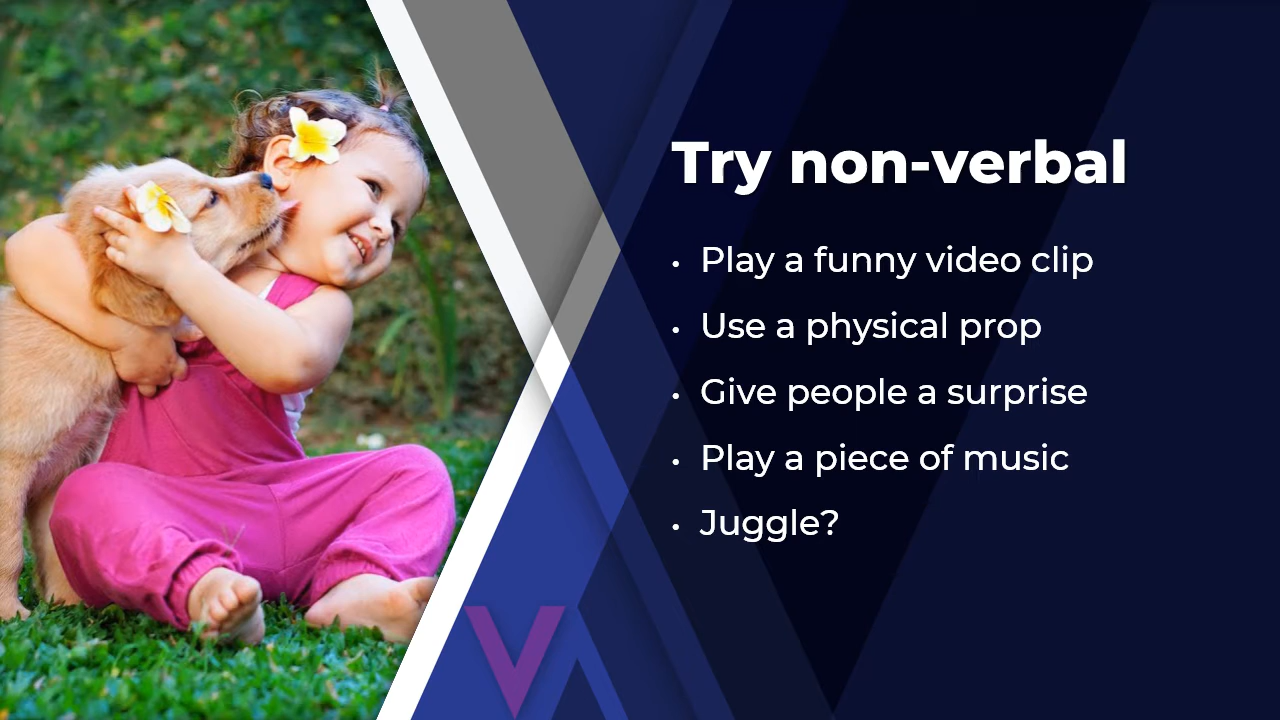 Try non-verbal
• Play a funny video clip
• Use a physical prop
• Give people a surprise
• Play a piece of music
• Juggle?